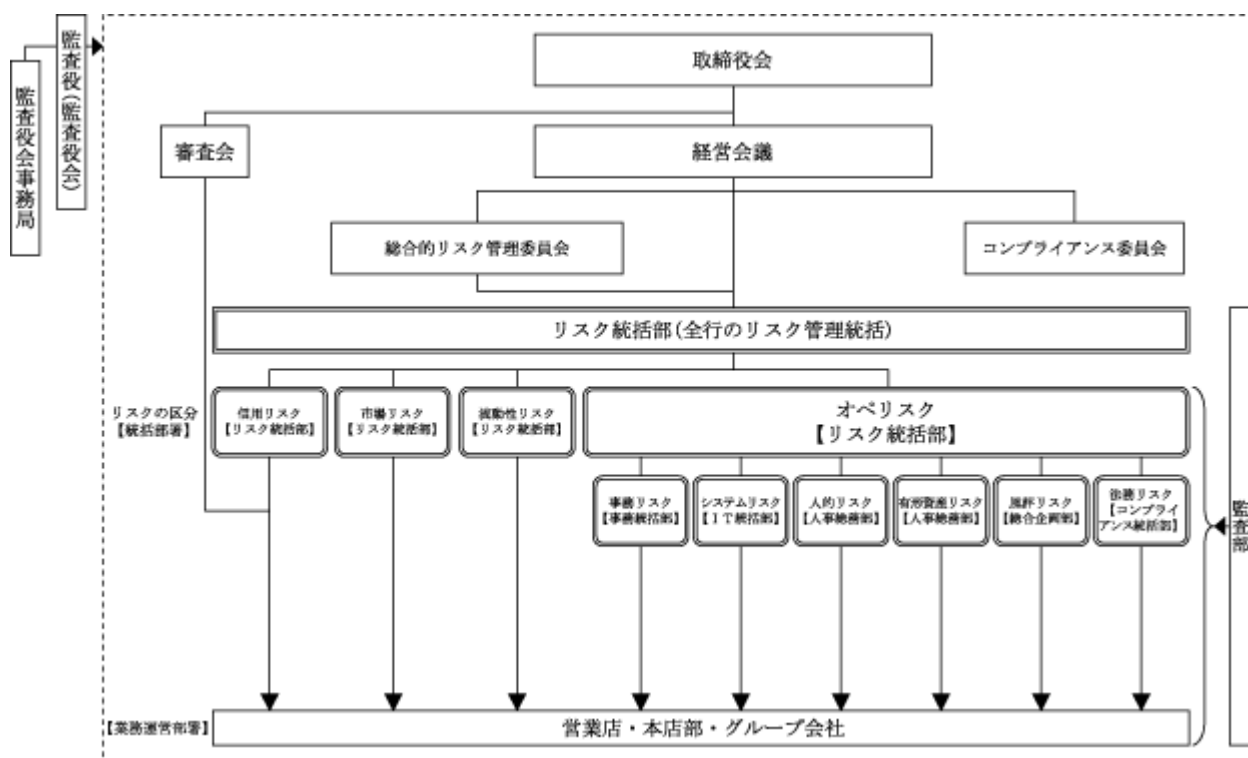 監査役会事務局
監査役(監査役会)
取締役会
審査会
経営会議
総合的リスク管理委員会
コンプライアンス委員会
リスク統括部(全行のリスク管理統括)
リスクの区分
【統括部署】
信用リスク
【リスク統括部】
市場リスク
【リスク統括部】
流動性リスク
【リスク統括部】
オペリスク
【リスク統括部】
事務リスク
【事務統括部】
システムリスク
【IT統括部】
人的リスク
【人事総務部】
有形資産リスク
【人事総務部】
風評リスク
【総合企画部】
法務リスク
【コンプライ
アンス統括部】
監査部
【業務運営部署】
営業店・本店部・グループ会社